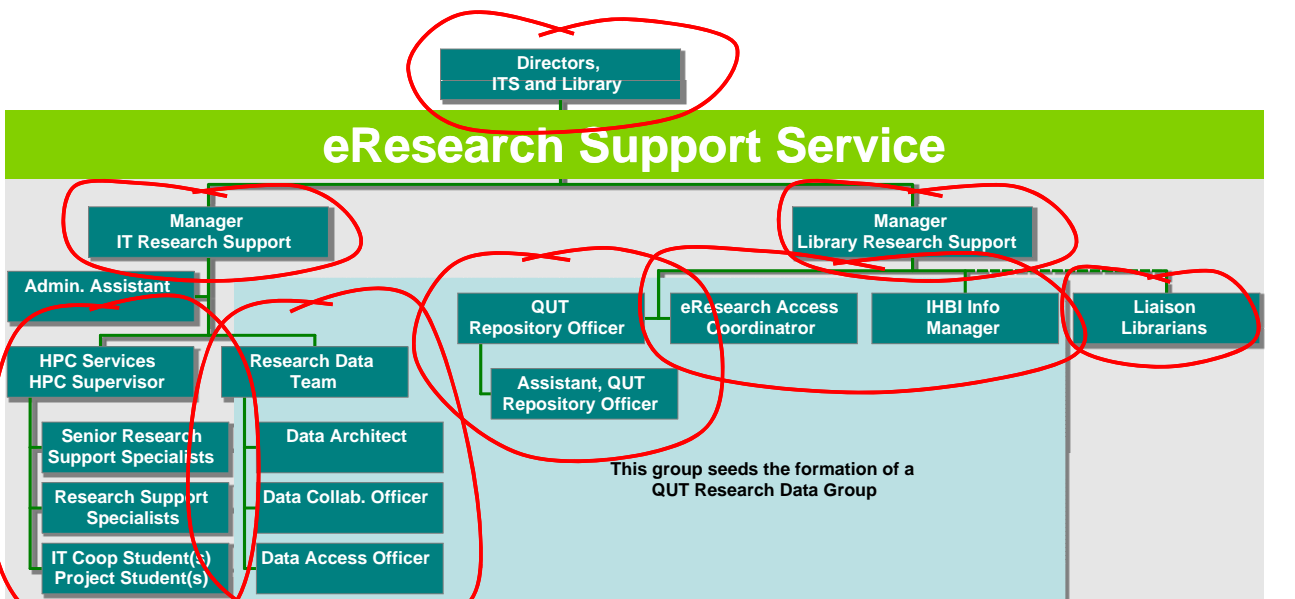 Directors,
ITS and Library
eResearch Support Service
Manager
IT Research Support
Manager
Library Research Support
Admin. Assistant
QUT
Repository Officer
eResearch Access
Coordinatror
IHBI Info
Manager
Liaison
Librarians
HPC Services
HPC Supervisor
Research Data
Team
Assistant, QUT
Repository Officer
Senior Research
Support Specialists
Data Architect
This group seeds the formation of a
QUT Research Data Group
Research Support
Specialists
Data Collab. Officer
IT Coop Student(s)
Project Student(s)
Data Access Officer